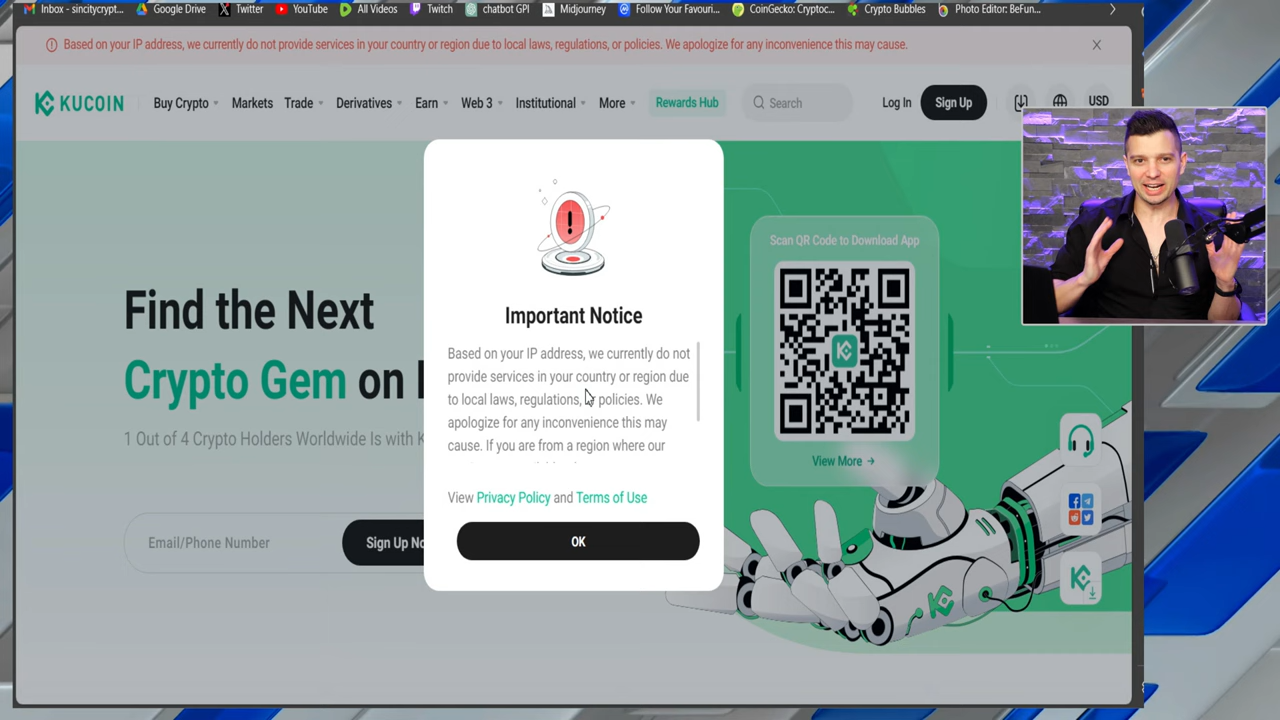 Inbox - sincitycrypt...
Google Drive
Twitter
YouTube
All Videos
Twitch
chatbot GPI
Midjourney
Follow Your Favouri...
CoinGecko: Cryptoc...
Crypto Bubbles
Photo Editor: BeFun...
Based on your IP address, we currently do not provide services in your country or region due to local laws, regulations, or policies. We apologize for any inconvenience this may cause.
KUCOIN
Buy Crypto
Markets
Trade
Derivatives
Earn
Web 3
Institutional
More
Rewards Hub
Search
Log In
Sign Up
USD
Scan QR Code to Download App
View More →
Find the Next
Crypto Gem on
1 Out of 4 Crypto Holders Worldwide Is with K
Email/Phone Number
Sign Up No
Important Notice
Based on your IP address, we currently do not
provide services in your country or region due
to local laws, regulations, or policies. We
apologize for any inconvenience this may
cause. If you are from a region where our
View Privacy Policy and Terms of Use
OK